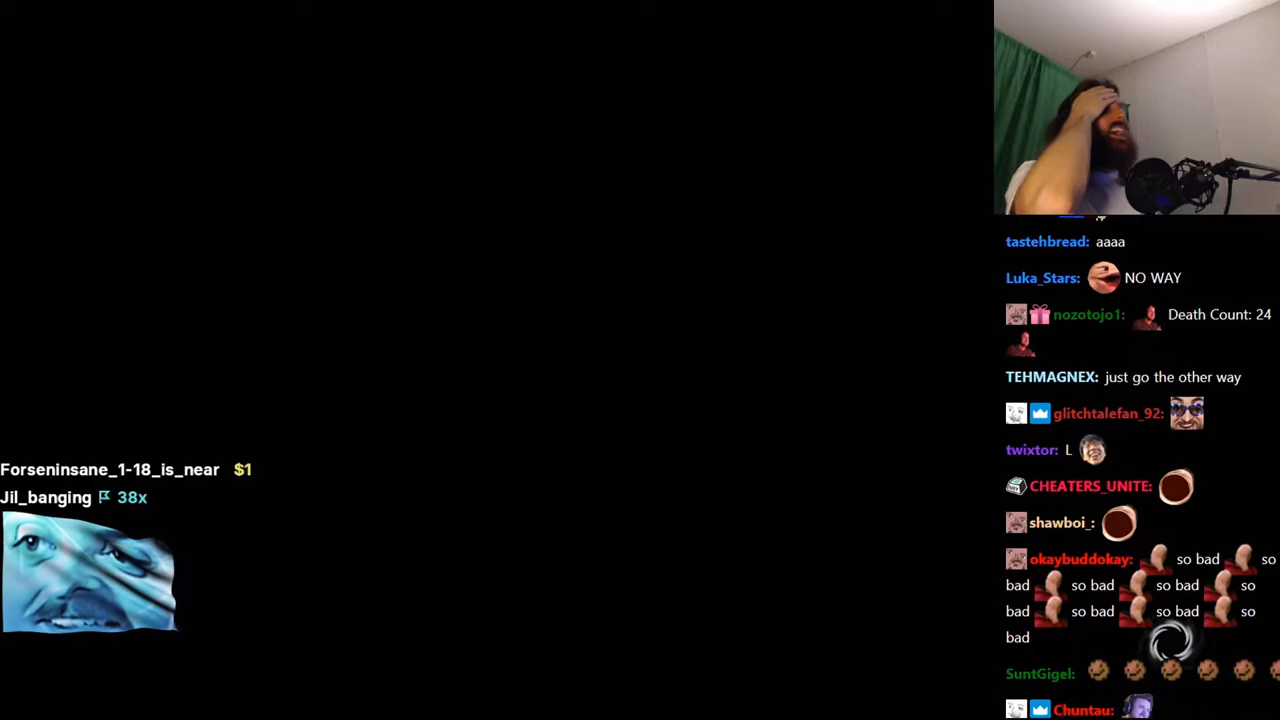 tastehbread: aaaa
Luka_Stars: NO WAY
nozotojo1: Death Count: 24
TEHMAGNEX: just go the other way
glitchtalefan_92:
twixtor: L
CHEATERS_UNITE:
shawboi_:
okaybuddokay: so bad so
bad so bad so bad so
bad so bad so bad so
bad
SuntGigel:
Chuntau:
Forseninsane_1-18_is_near $1
Jil_banging 38x